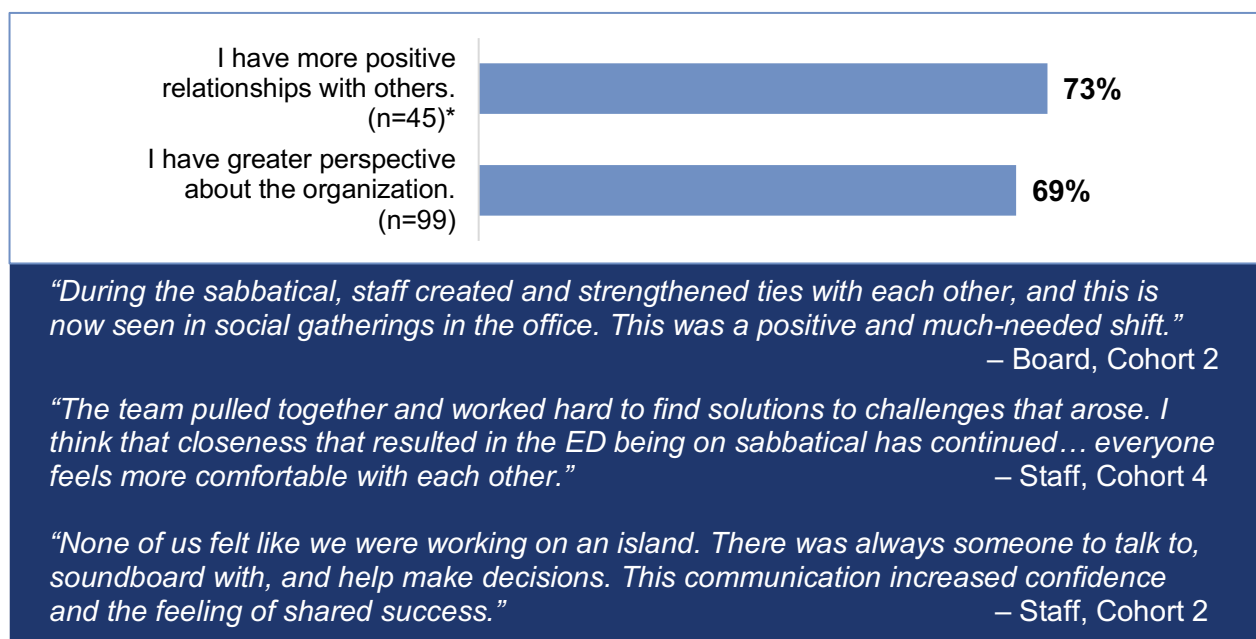 I have more positive
relationships with others.
(n=45)*
73%
I have greater perspective
about the organization.
(n=99)
69%
“During the sabbatical, staff created and strengthened ties with each other, and this is
now seen in social gatherings in the office. This was a positive and much-needed shift.”
– Board, Cohort 2
“The team pulled together and worked hard to find solutions to challenges that arose. I
think that closeness that resulted in the ED being on sabbatical has continued… everyone
feels more comfortable with each other.” – Staff, Cohort 4
“None of us felt like we were working on an island. There was always someone to talk to,
soundboard with, and help make decisions. This communication increased confidence
and the feeling of shared success.” – Staff, Cohort 2